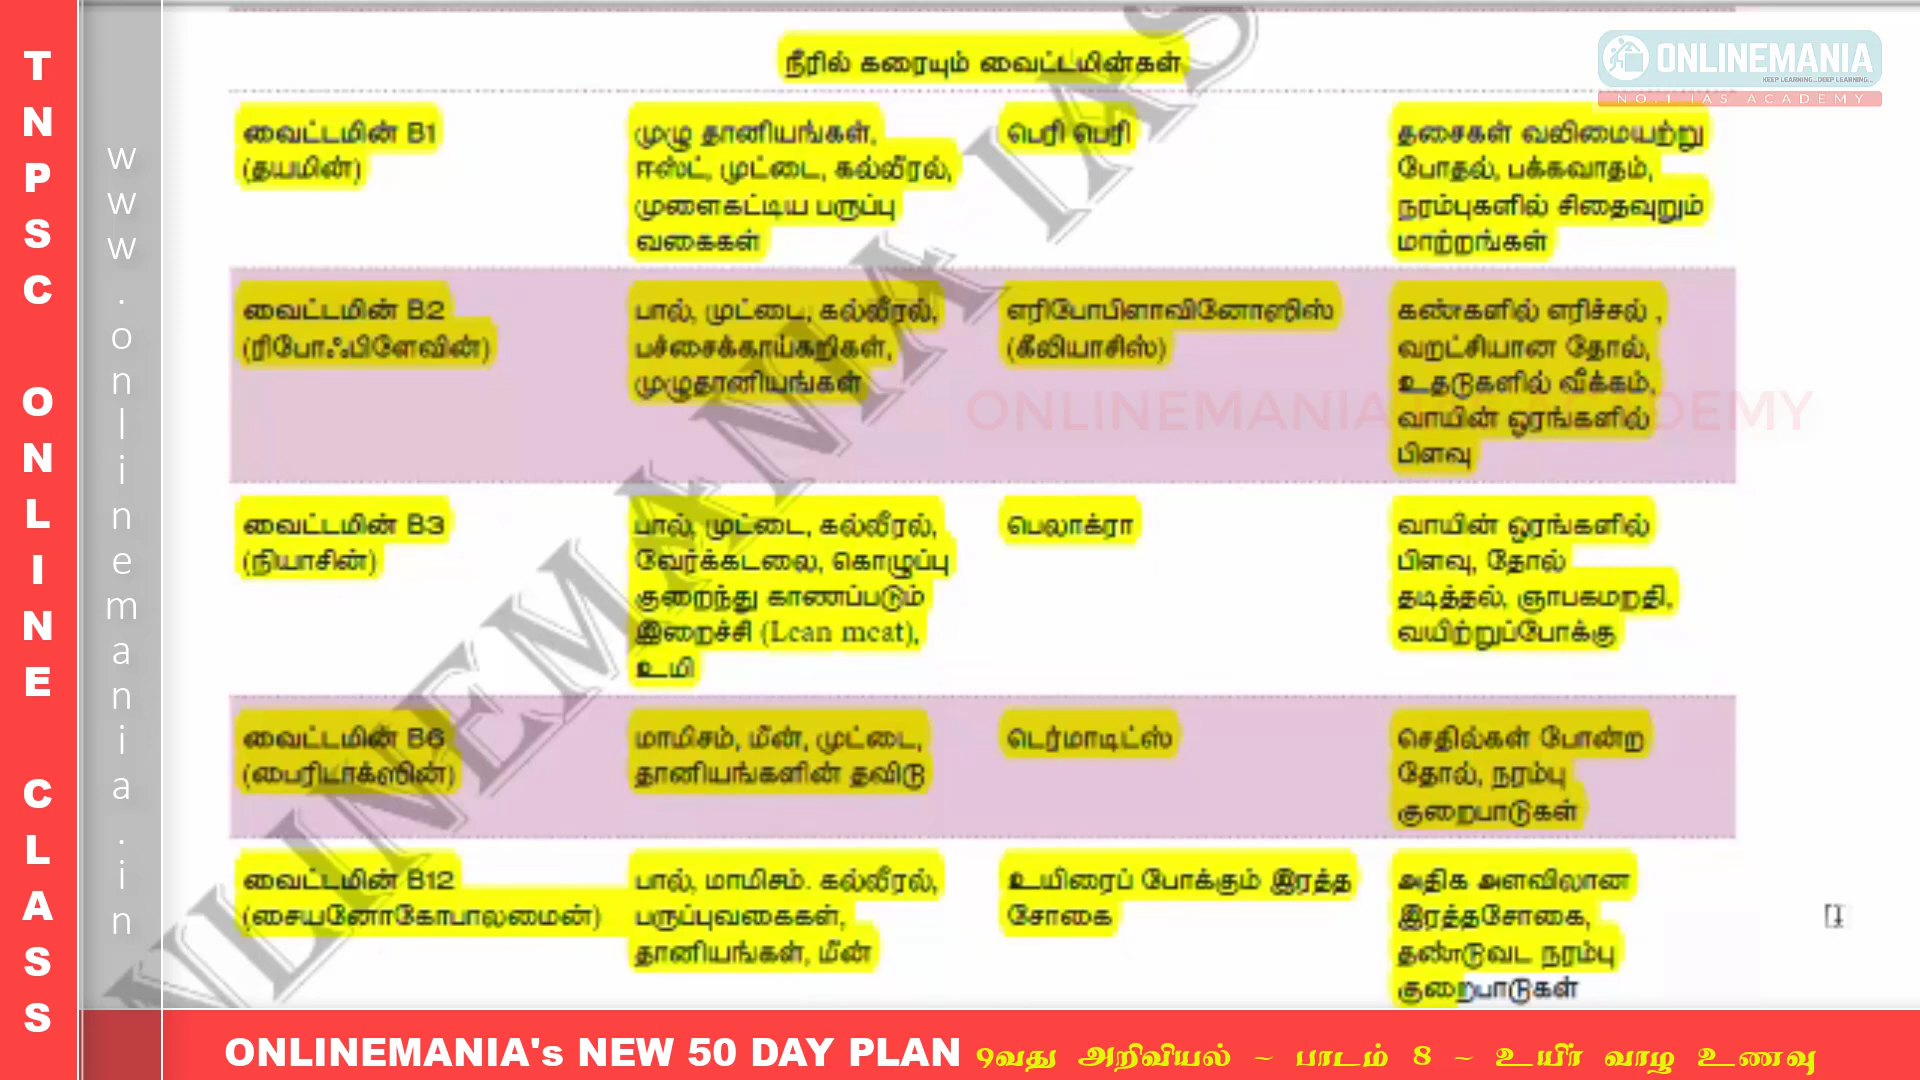 TNPSC ONLINE CLASS
www.onlinemania.in
ONLINEMANIA
KEEP LEARNING...DEEP LEARNING...
NO.1 IAS ACADEMY
நீரில் கரையும் வைட்டமின்கள்
வைட்டமின் B1
(தயமின்)
முழு தானியங்கள்,
ஈஸ்ட், முட்டை, கல்லீரல்,
முளைகட்டிய பருப்பு
வகைகள்
பெரி பெரி
தசைகள் வலிமையற்று
போதல், பக்கவாதம்,
நரம்புகளில் சிதைவுறும்
மாற்றங்கள்
வைட்டமின் B2
(ரிபோஃபிளேவின்)
பால், முட்டை, கல்லீரல்,
பச்சைக்காய்கறிகள்,
முழுதானியங்கள்
எரிபோபிளாவினோஸிஸ்
(கீலியாசிஸ்)
கண்களில் எரிச்சல் ,
வறட்சியான தோல்,
உதடுகளில் வீக்கம்,
வாயின் ஓரங்களில்
பிளவு
வைட்டமின் B3
(நியாசின்)
பால், முட்டை, கல்லீரல்,
வேர்க்கடலை, கொழுப்பு
குறைந்து காணப்படும்
இறைச்சி (Lean meat),
உமி
பெலாக்ரா
வாயின் ஓரங்களில்
பிளவு, தோல்
தடித்தல், ஞாபகமறதி,
வயிற்றுப்போக்கு
வைட்டமின் B6
(பைரிடாக்ஸின்)
மாமிசம், மீன், முட்டை,
தானியங்களின் தவிடு
டெர்மாடிட்ஸ்
செதில்கள் போன்ற
தோல், நரம்பு
குறைபாடுகள்
வைட்டமின் B12
(சையனோகோபாலமைன்)
பால், மாமிசம். கல்லீரல்,
பருப்புவகைகள்,
தானியங்கள், மீன்
உயிரைப் போக்கும் இரத்த
சோகை
அதிக அளவிலான
இரத்தசோகை,
தண்டுவட நரம்பு
குறைபாடுகள்
ONLINEMANIA IAS
ONLINEMANIA's NEW 50 DAY PLAN 9வது அறிவியல் ~ பாடம் 8 ~ உயிர் வாழ உணவு